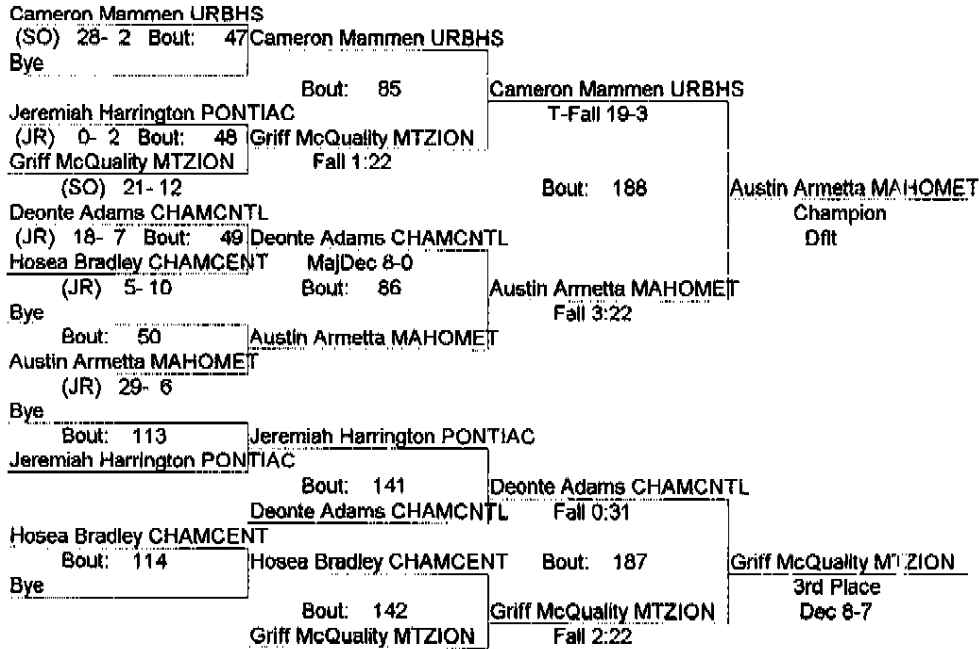 Cameron Mammen URBHS
(SO) 28- 2 Bout: 47 Cameron Mammen URBHS
Bye
Bout: 85 Cameron Mammen URBHS
Jeremiah Harrington PONTIAC T-Fall 19-3
(JR) 0- 2 Bout: 48 Griff McQuality MTZION
Griff McQuality MTZION Fall 1:22
(SO) 21- 12 Bout: 188 Austin Armetta MAHOMET
Deonte Adams CHAMCNTL Champion
(JR) 18- 7 Bout: 49 Deonte Adams CHAMCNTL Dflt
Hosea Bradley CHAMCENT MajDec 8-0
(JR) 5- 10 Bout: 86 Austin Armetta MAHOMET
Bye Fall 3:22
Bout: 50 Austin Armetta MAHOMET
Austin Armetta MAHOMET
(JR) 29- 6
Bye
Bout: 113 Jeremiah Harrington PONTIAC
Jeremiah Harrington PONTIAC
Bout: 141 Deonte Adams CHAMCNTL
Deonte Adams CHAMCNTL Fall 0:31
Hosea Bradley CHAMCENT
Bout: 114 Hosea Bradley CHAMCENT Bout: 187 Griff McQuality MTZION
Bye 3rd Place
Bout: 142 Griff McQuality MTZION Dec 8-7
Griff McQuality MTZION Fall 2:22